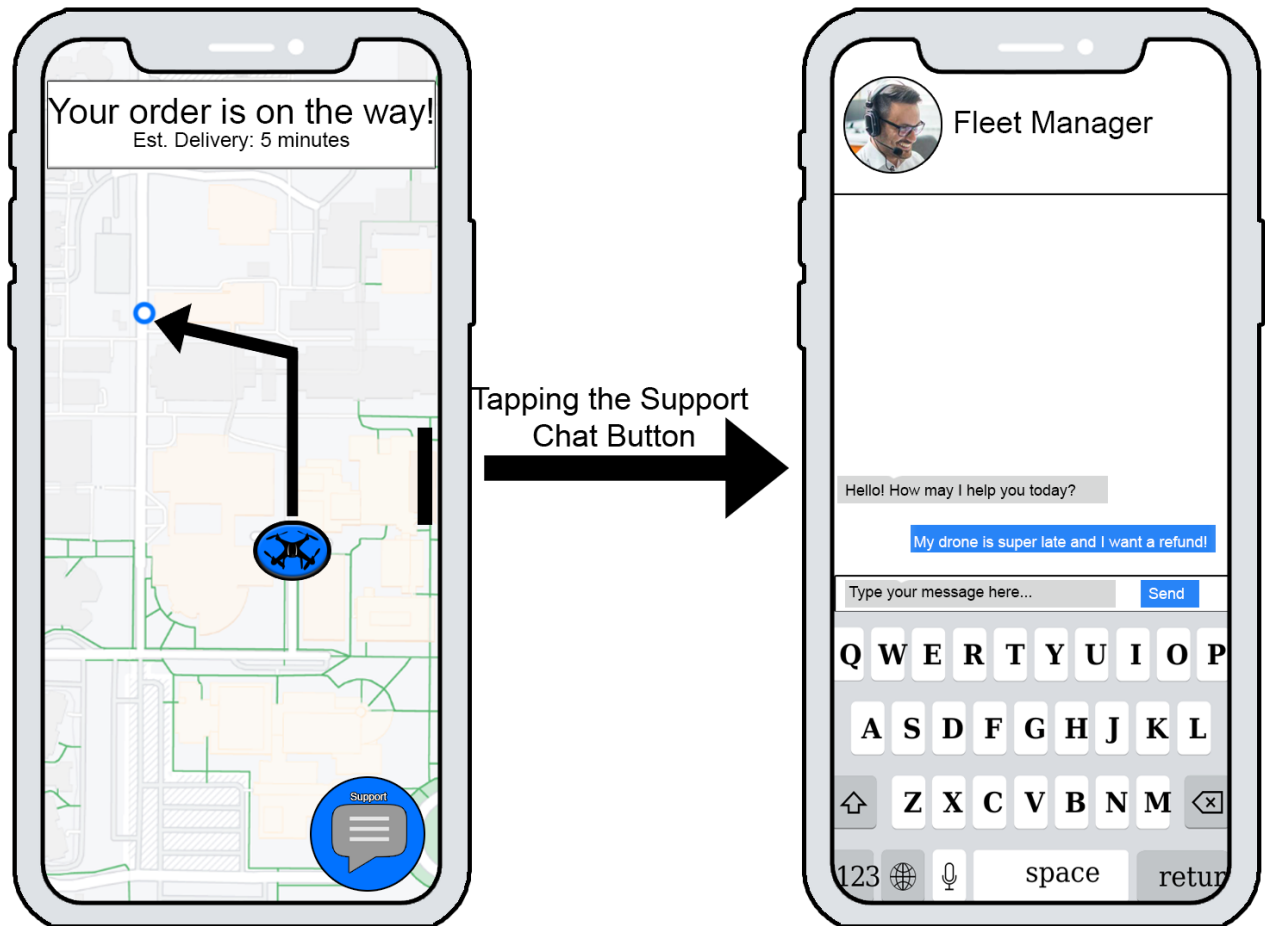 Your order is on the way!
Est. Delivery: 5 minutes
Support
Tapping the Support
Chat Button
Fleet Manager
Hello! How may I help you today?
My drone is super late and I want a refund!
Type your message here...
Send
Q W E R T Y U I O P
A S D F G H J K L
Z X C V B N M
123 space retur